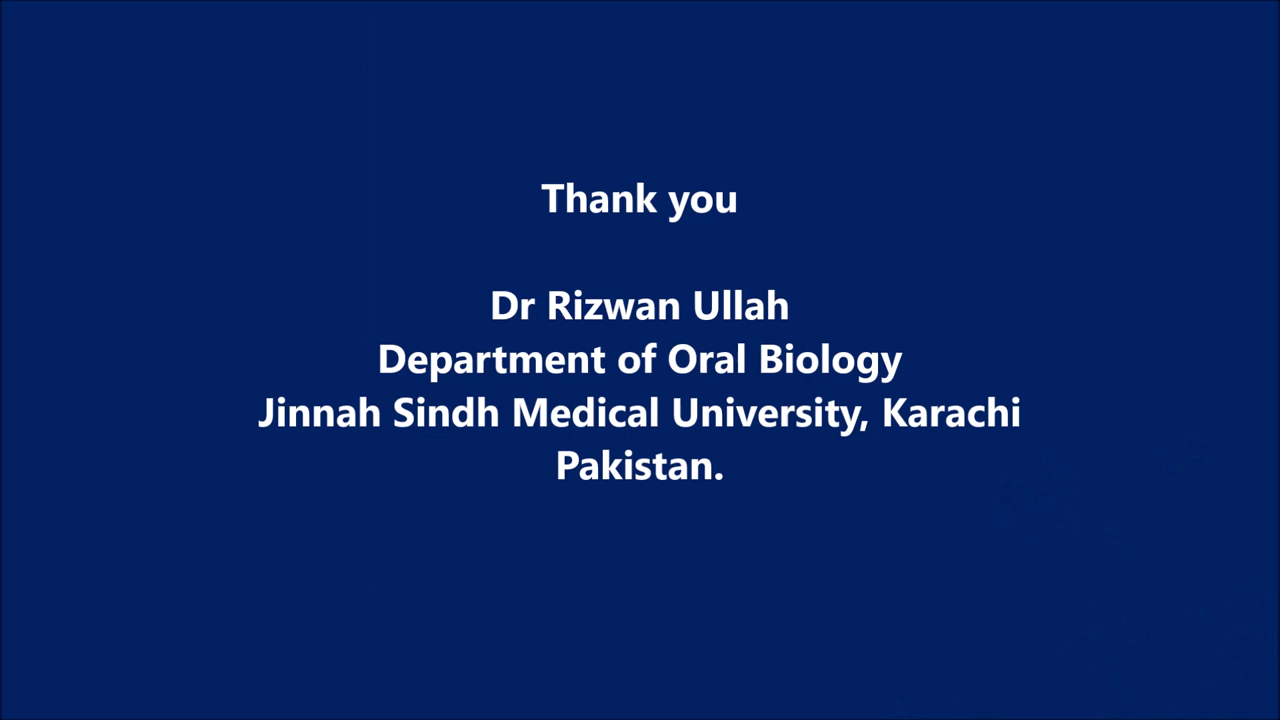 Thank you
Dr Rizwan Ullah
Department of Oral Biology
Jinnah Sindh Medical University, Karachi
Pakistan.